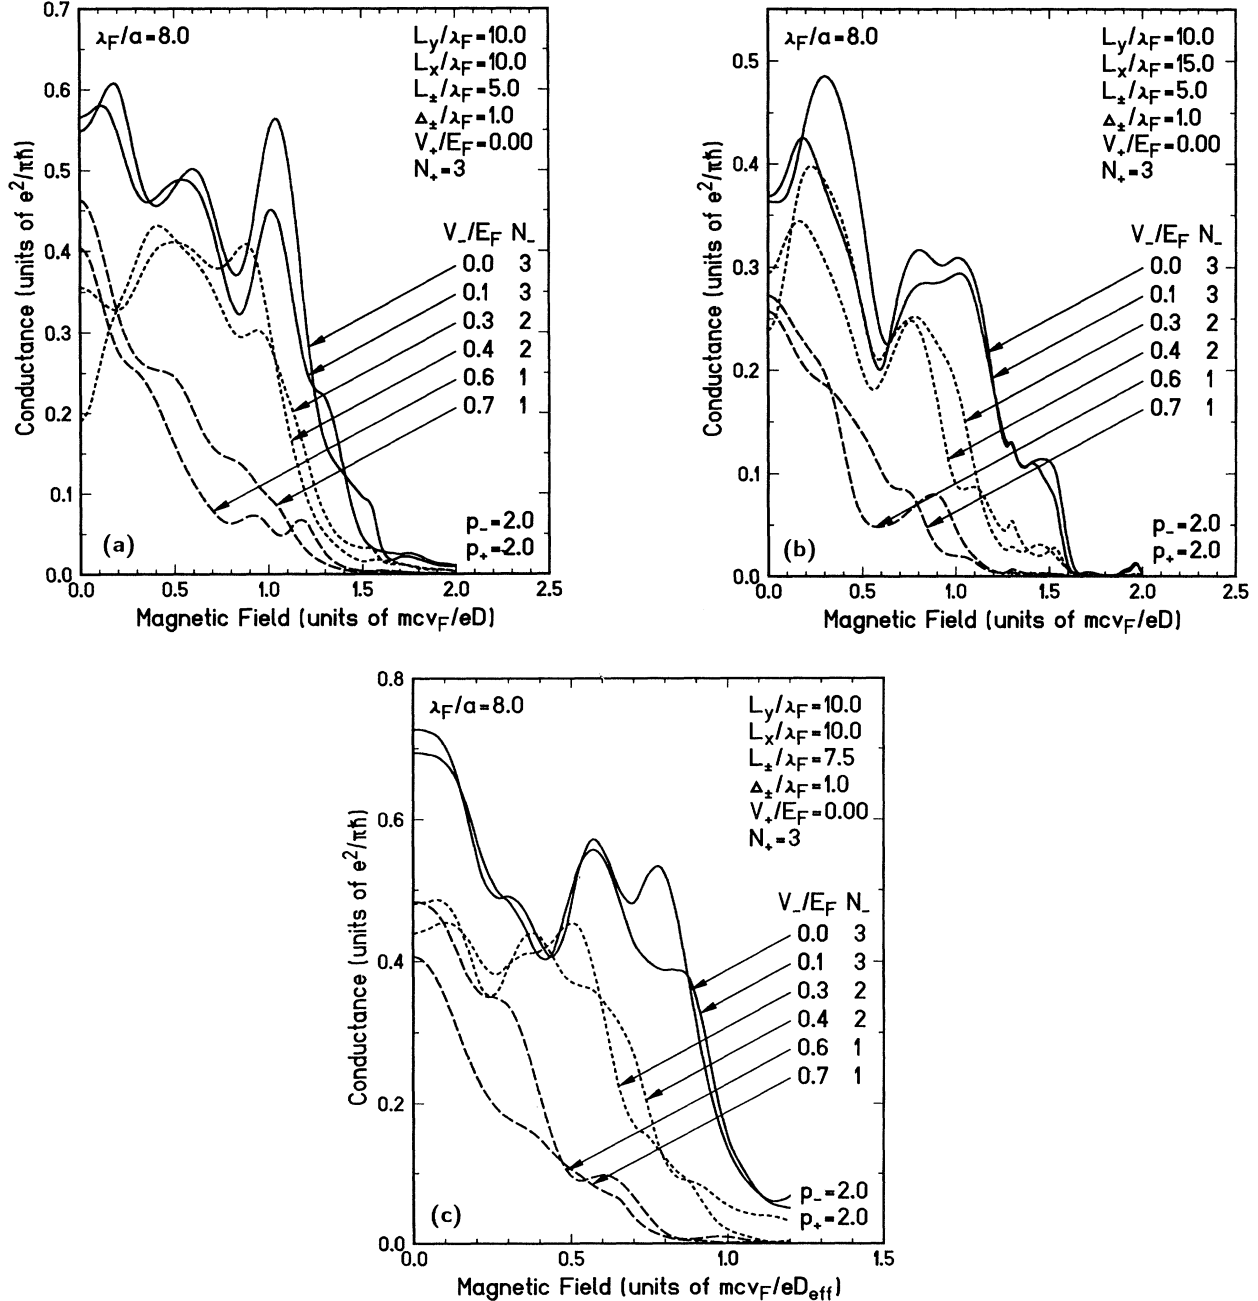 0.7
0.6
0.5
0.4
0.3
0.2
0.1
0.0
Conductance (units of e²/πħ)
λF/a=8.0
Ly/λF=10.0
Lx/λF=10.0
L±/λF=5.0
Δ±/λF=1.0
V+/EF=0.00
N+=3
V−/EF N−
0.0 3
0.1 3
0.3 2
0.4 2
0.6 1
0.7 1
p−=2.0
p+=2.0
(a)
0.0 0.5 1.0 1.5 2.0 2.5
Magnetic Field (units of mcvF/eD)
0.5
0.4
0.3
0.2
0.1
0.0
Conductance (units of e²/πħ)
λF/a=8.0
Ly/λF=10.0
Lx/λF=15.0
L±/λF=5.0
Δ±/λF=1.0
V+/EF=0.00
N+=3
V−/EF N−
0.0 3
0.1 3
0.3 2
0.4 2
0.6 1
0.7 1
p−=2.0
p+=2.0
(b)
0.0 0.5 1.0 1.5 2.0 2.5
Magnetic Field (units of mcvF/eD)
0.8
0.6
0.4
0.2
0.0
Conductance (units of e²/πħ)
λF/a=8.0
Ly/λF=10.0
Lx/λF=10.0
L±/λF=7.5
Δ±/λF=1.0
V+/EF=0.00
N+=3
V−/EF N−
0.0 3
0.1 3
0.3 2
0.4 2
0.6 1
0.7 1
p−=2.0
p+=2.0
(c)
0.0 0.5 1.0 1.5
Magnetic Field (units of mcvF/eDeff)